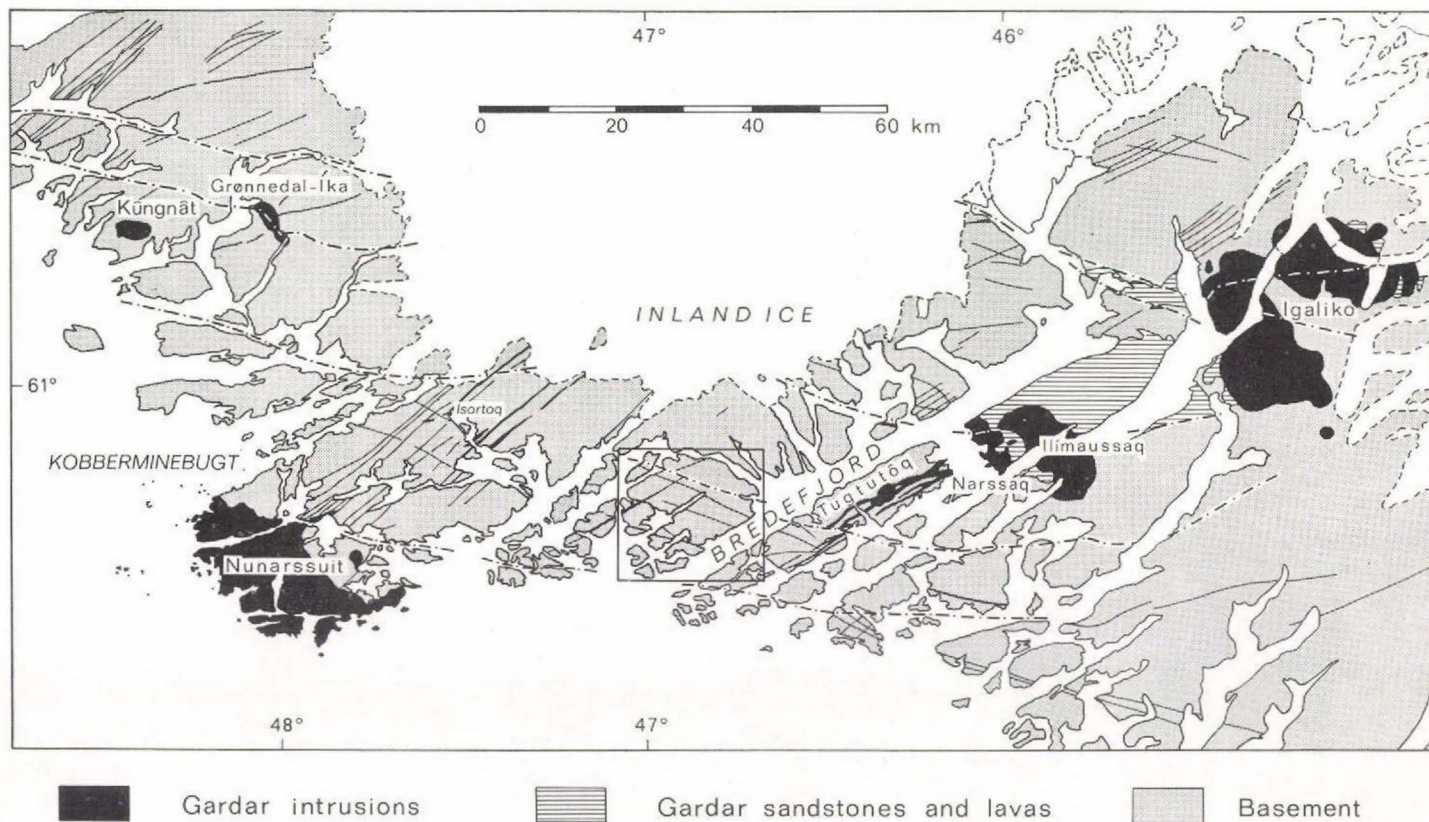 47°
46°
0 20 40 60 km
Grønnedal-Ika
Kûngnât
Igaliko
INLAND ICE
61°
Isortoq
KOBBERMINEBUGT
Ilímaussaq
BREDEFJORD
Tugtutôq
Narssaq
Nunarssuit
48°
47°
Gardar intrusions
Gardar sandstones and lavas
Basement